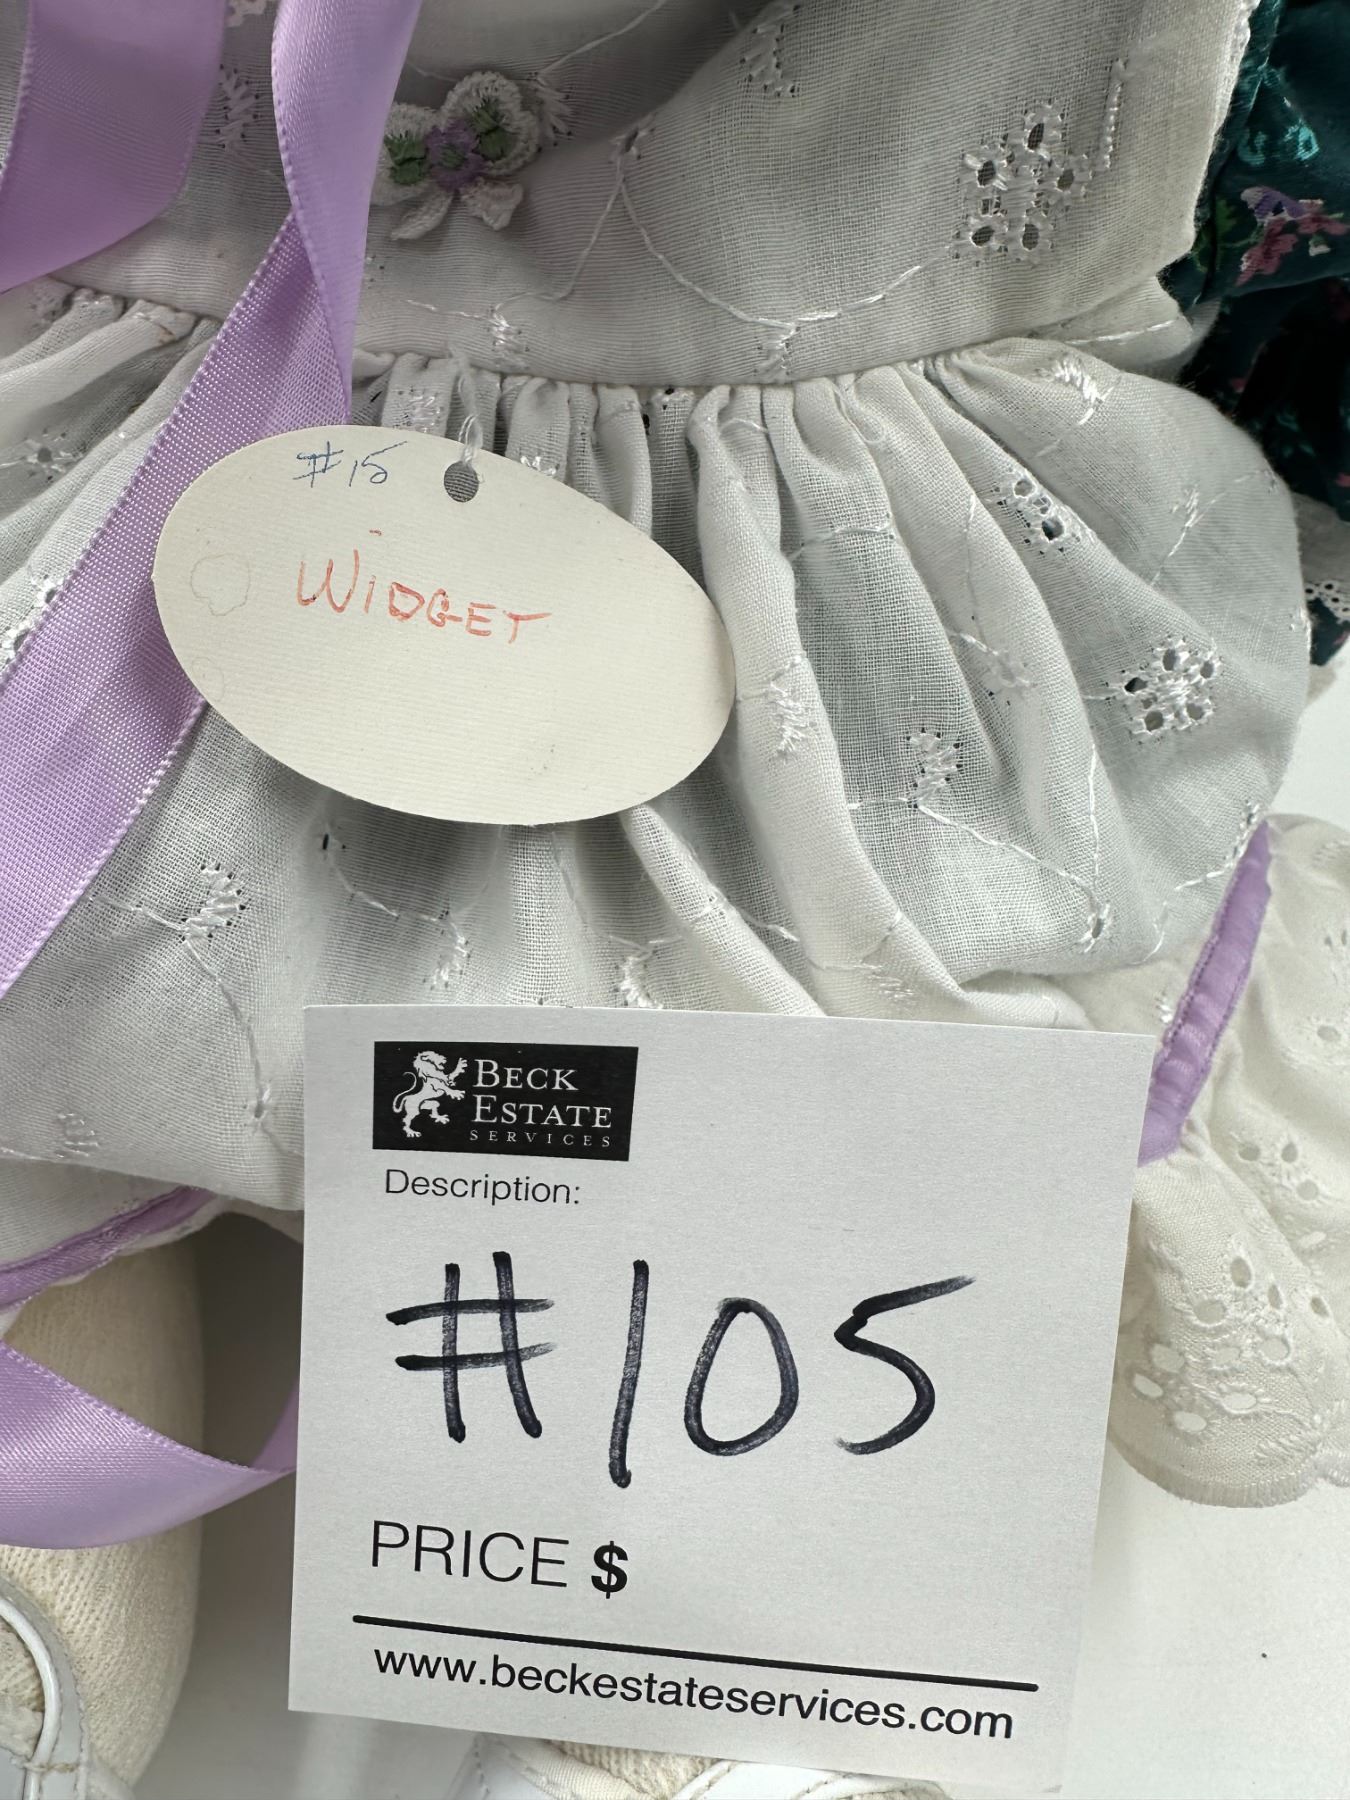 #15
WIDGET
BECK
ESTATE
SERVICES
Description:
#105
PRICE $
www.beckestateservices.com